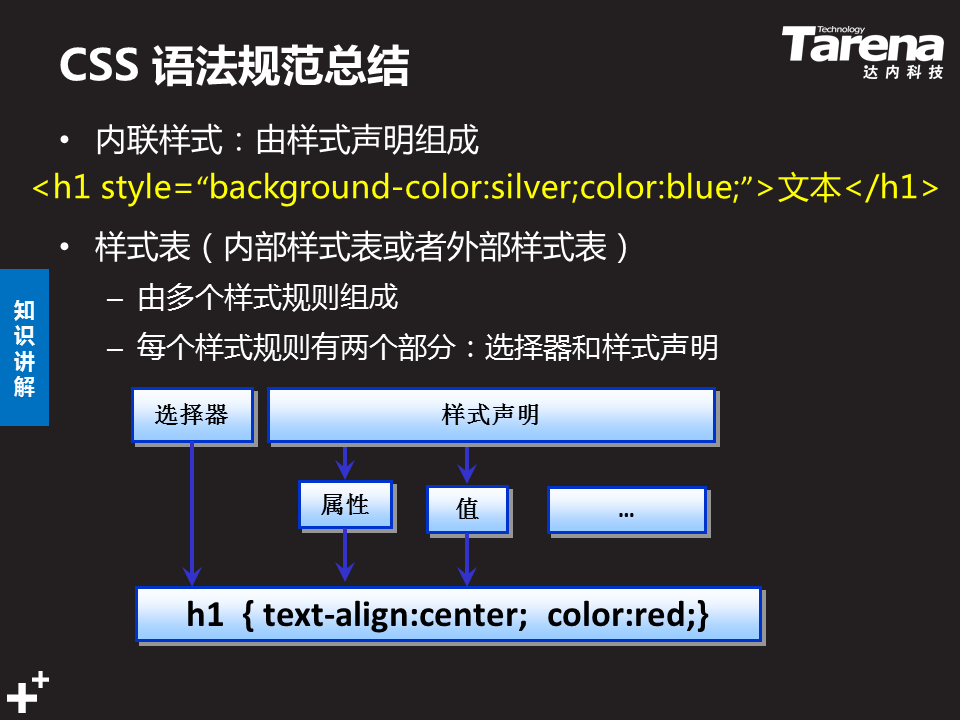 CSS 语法规范总结
Technology
Tarena
达内科技
• 内联样式：由样式声明组成
<h1 style=“background-color:silver;color:blue;”>文本</h1>
• 样式表（内部样式表或者外部样式表）
– 由多个样式规则组成
– 每个样式规则有两个部分：选择器和样式声明
知识讲解
选择器 样式声明
属性 值 ...
h1 { text-align:center; color:red;}